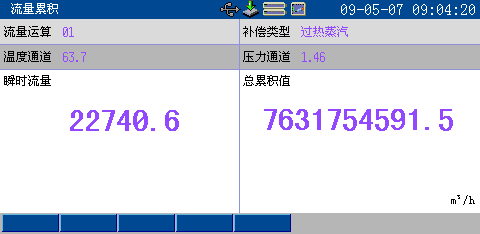 流量累积 09-05-07 09:04:20
流量运算 01 补偿类型 过热蒸汽
温度通道 63.7 压力通道 1.46
瞬时流量 总累积值
22740.6 7631754591.5
m³/h